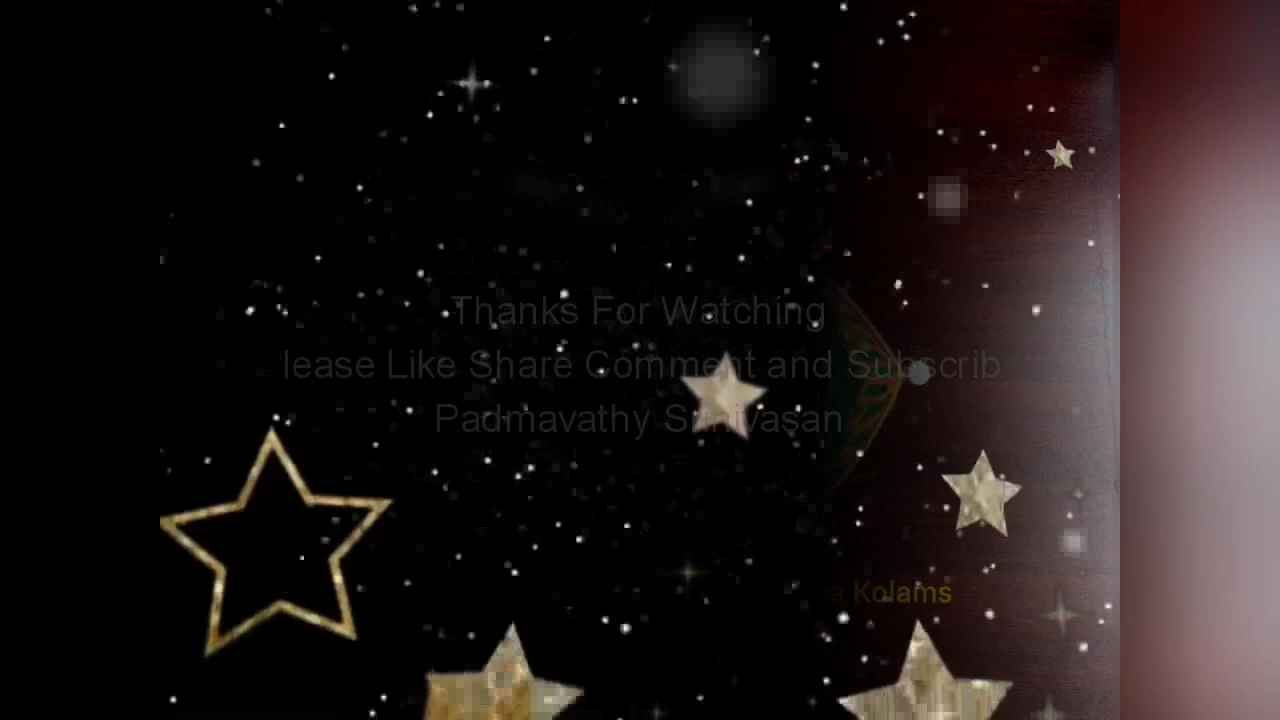 Thanks For Watching
lease Like Share Comment and Subscrib
Padmavathy Srinivasan
Kolams